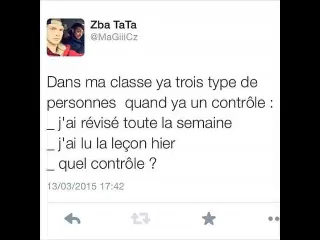 Zba TaTa
@MaGiiiCz
Dans ma classe ya trois type de
personnes quand ya un contrôle :
_ j'ai révisé toute la semaine
_ j'ai lu la leçon hier
_ quel contrôle ?
13/03/2015 17:42